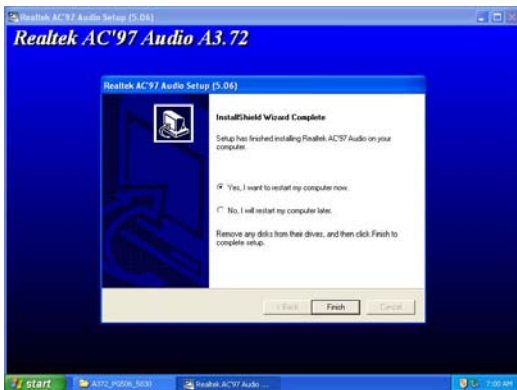 Realtek AC'97 Audio Setup (5.06)
Realtek AC'97 Audio A3.72
Realtek AC'97 Audio Setup (5.06)
InstallShield Wizard Complete
Setup has finished installing Realtek AC'97 Audio on your
computer.
Yes, I want to restart my computer now.
No, I will restart my computer later.
Remove any disks from their drives, and then click Finish to
complete setup.
< Back
Finish
Cancel
start
Realtek AC'97 Audio ...
7:00 AM